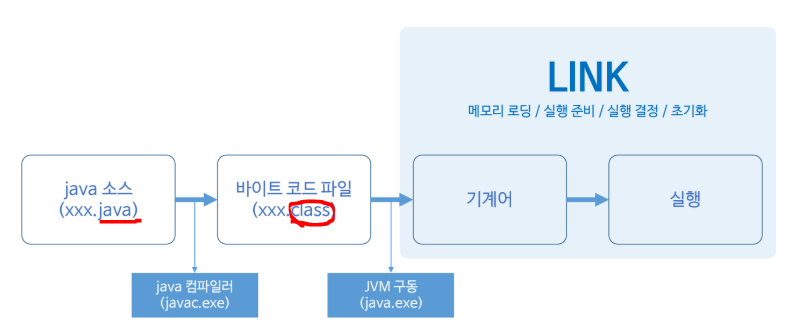 LINK
메모리 로딩 / 실행 준비 / 실행 결정 / 초기화
java 소스
(xxx.java)
바이트 코드 파일
(xxx.class)
기계어
실행
java 컴파일러
(javac.exe)
JVM 구동
(java.exe)